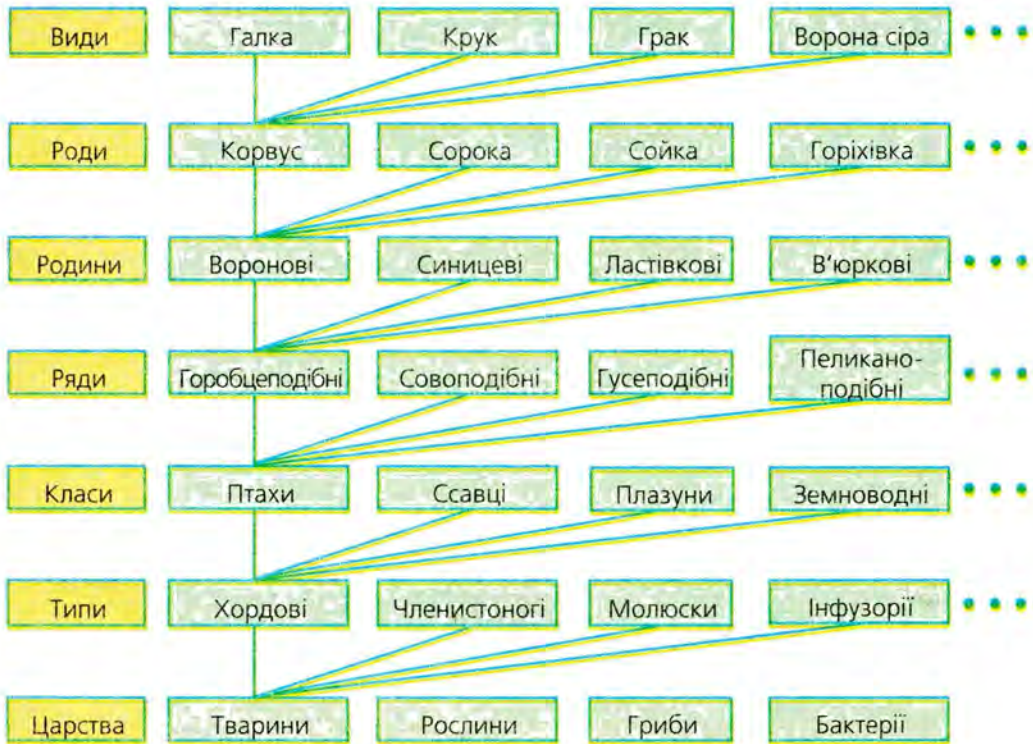 Види Галка Крук Грак Ворона сіра
Роди Корвус Сорока Сойка Горіхівка
Родини Воронові Синицеві Ластівкові В'юркові
Ряди Горобцеподібні Совоподібні Гусеподібні Пеликано-
подібні
Класи Птахи Ссавці Плазуни Земноводні
Типи Хордові Членистоногі Молюски Інфузорії
Царства Тварини Рослини Гриби Бактерії